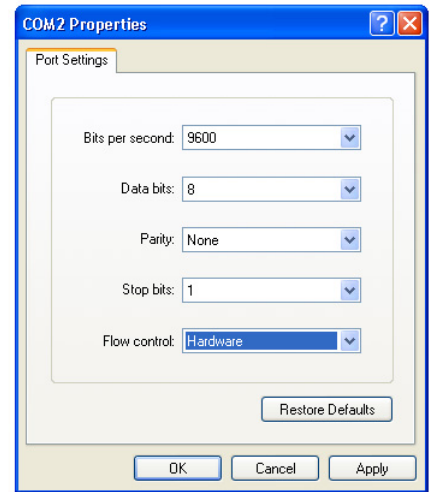 COM2 Properties
Port Settings
Bits per second: 9600
Data bits: 8
Parity: None
Stop bits: 1
Flow control: Hardware
Restore Defaults
OK Cancel Apply